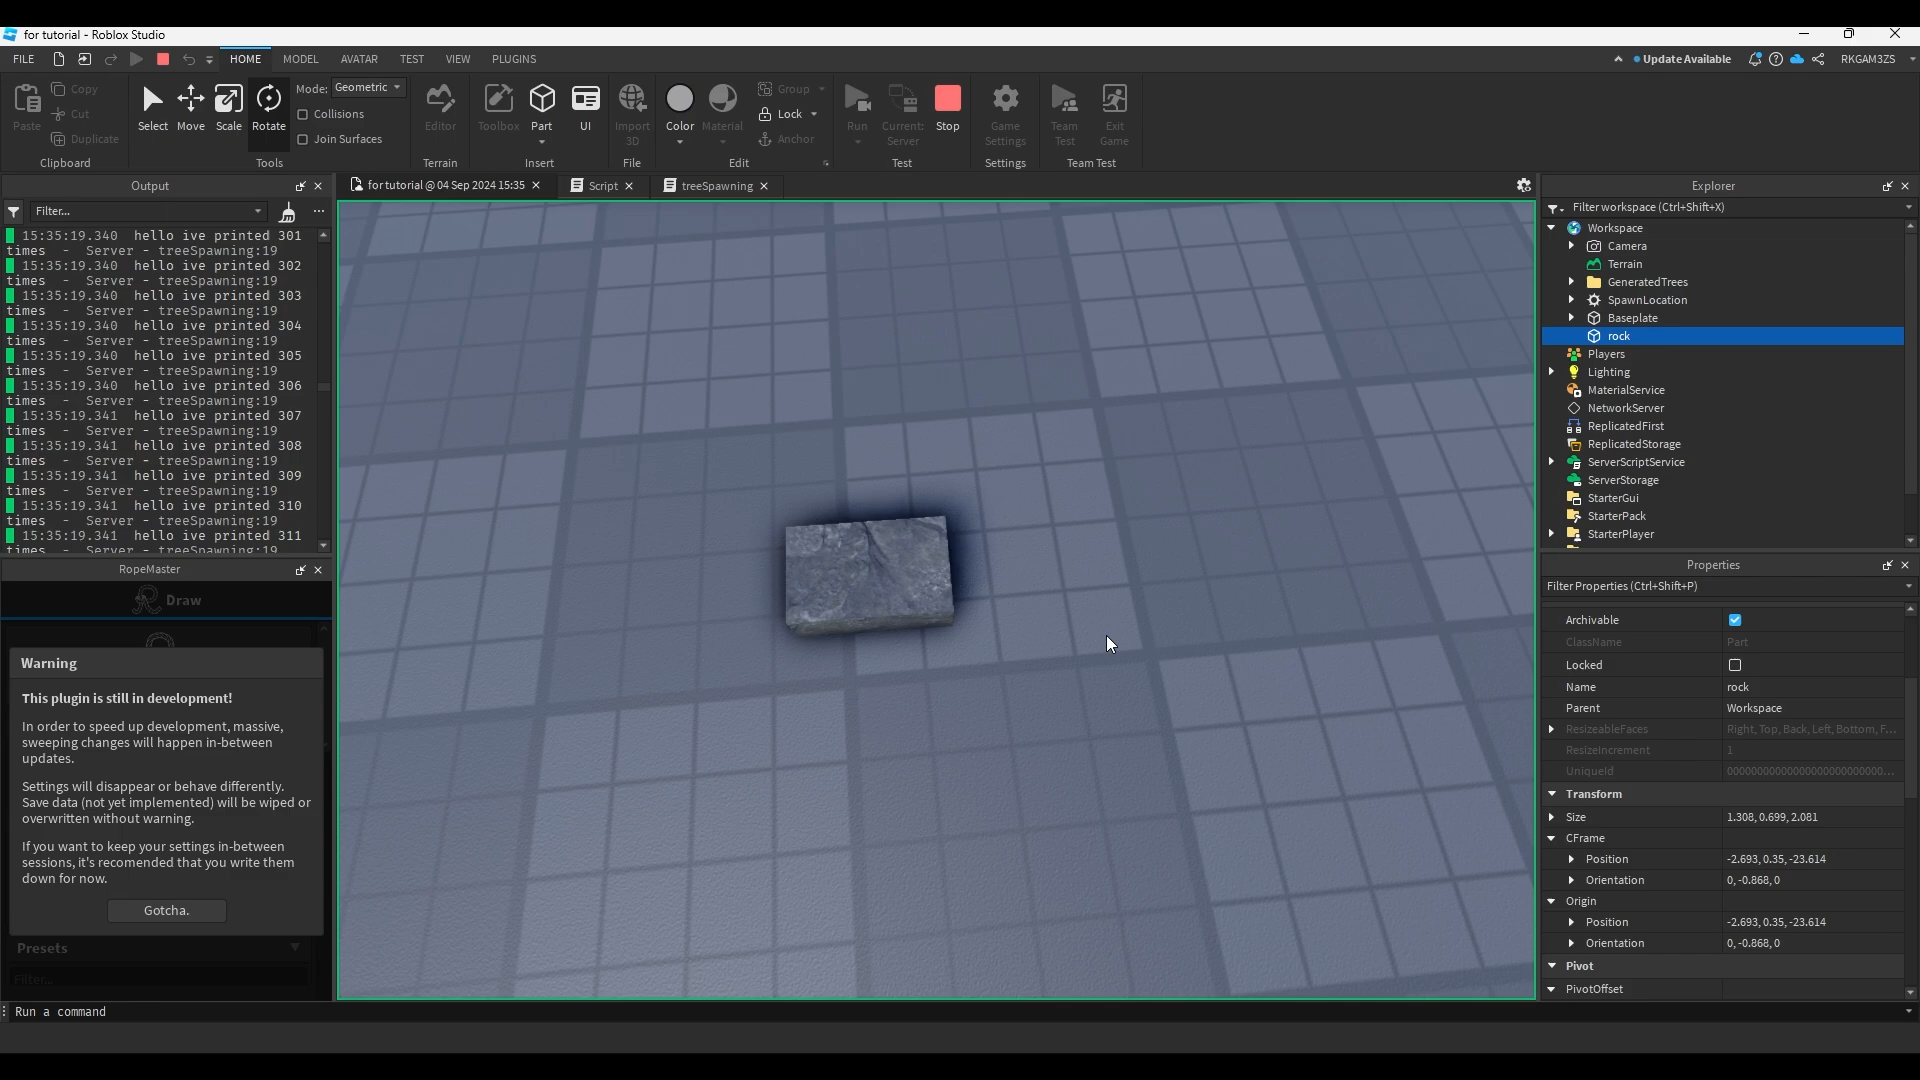 for tutorial - Roblox Studio
FILE HOME MODEL AVATAR TEST VIEW PLUGINS Update Available RKGAM3ZS
Paste Copy Cut Duplicate Clipboard
Select Move Scale Rotate
Mode: Geometric
Collisions
Join Surfaces
Tools
Editor
Terrain
Toolbox Part UI
Insert
Import 3D
File
Color Material
Group
Lock
Anchor
Edit
Run Current: Server Stop
Test
Game Settings
Settings
Team Test Exit Game
Team Test
Output
Filter...
15:35:19.340 hello ive printed 301
times - Server - treeSpawning:19
15:35:19.340 hello ive printed 302
times - Server - treeSpawning:19
15:35:19.340 hello ive printed 303
times - Server - treeSpawning:19
15:35:19.340 hello ive printed 304
times - Server - treeSpawning:19
15:35:19.340 hello ive printed 305
times - Server - treeSpawning:19
15:35:19.340 hello ive printed 306
times - Server - treeSpawning:19
15:35:19.341 hello ive printed 307
times - Server - treeSpawning:19
15:35:19.341 hello ive printed 308
times - Server - treeSpawning:19
15:35:19.341 hello ive printed 309
times - Server - treeSpawning:19
15:35:19.341 hello ive printed 310
times - Server - treeSpawning:19
15:35:19.341 hello ive printed 311
times - Server - treeSpawning:19
RopeMaster
Draw
Warning
This plugin is still in development!
In order to speed up development, massive,
sweeping changes will happen in-between
updates.
Settings will disappear or behave differently.
Save data (not yet implemented) will be wiped or
overwritten without warning.
If you want to keep your settings in-between
sessions, it's recomended that you write them
down for now.
Gotcha.
Presets
Filter...
for tutorial @ 04 Sep 2024 15:35
Script
treeSpawning
Explorer
Filter workspace (Ctrl+Shift+X)
Workspace
Camera
Terrain
GeneratedTrees
SpawnLocation
Baseplate
rock
Players
Lighting
MaterialService
NetworkServer
ReplicatedFirst
ReplicatedStorage
ServerScriptService
ServerStorage
StarterGui
StarterPack
StarterPlayer
Properties
Filter Properties (Ctrl+Shift+P)
Archivable
ClassName Part
Locked
Name rock
Parent Workspace
ResizeableFaces Right, Top, Back, Left, Bottom, F...
ResizeIncrement 1
UniqueId 00000000000000000000000000...
Transform
Size 1.308, 0.699, 2.081
CFrame
Position -2.693, 0.35, -23.614
Orientation 0, -0.868, 0
Origin
Position -2.693, 0.35, -23.614
Orientation 0, -0.868, 0
Pivot
PivotOffset
Run a command